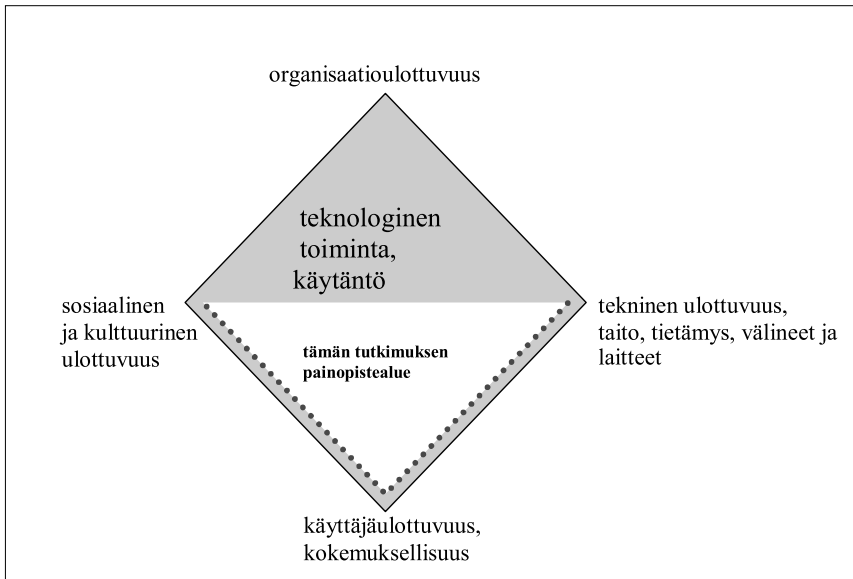 organisaatioulottuvuus
teknologinen
toiminta,
käytäntö
sosiaalinen
ja kulttuurinen
ulottuvuus
tekninen ulottuvuus,
taito, tietämys, välineet ja
laitteet
tämän tutkimuksen
painopistealue
käyttäjäulottuvuus,
kokemuksellisuus